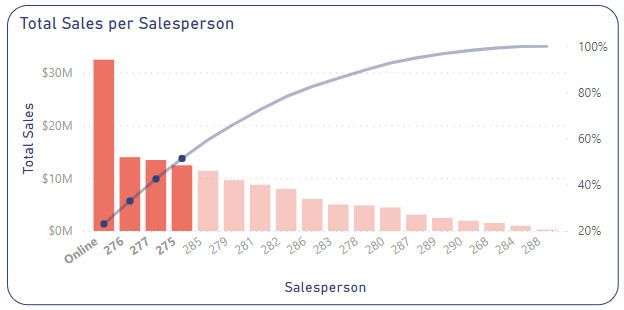 Total Sales per Salesperson
100%
$30M
80%
$20M
60%
Total Sales
$10M
40%
$0M
20%
Online 276 277 275 285 279 281 282 286 283 278 280 287 289 290 268 284 288
Salesperson